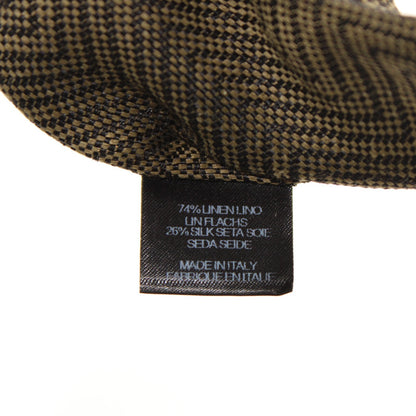 74% LINEN LINO
LIN FLACHS
26% SILK SETA SOIE
SEDA SEIDE
MADE IN ITALY
FABRIQUE EN ITALIE